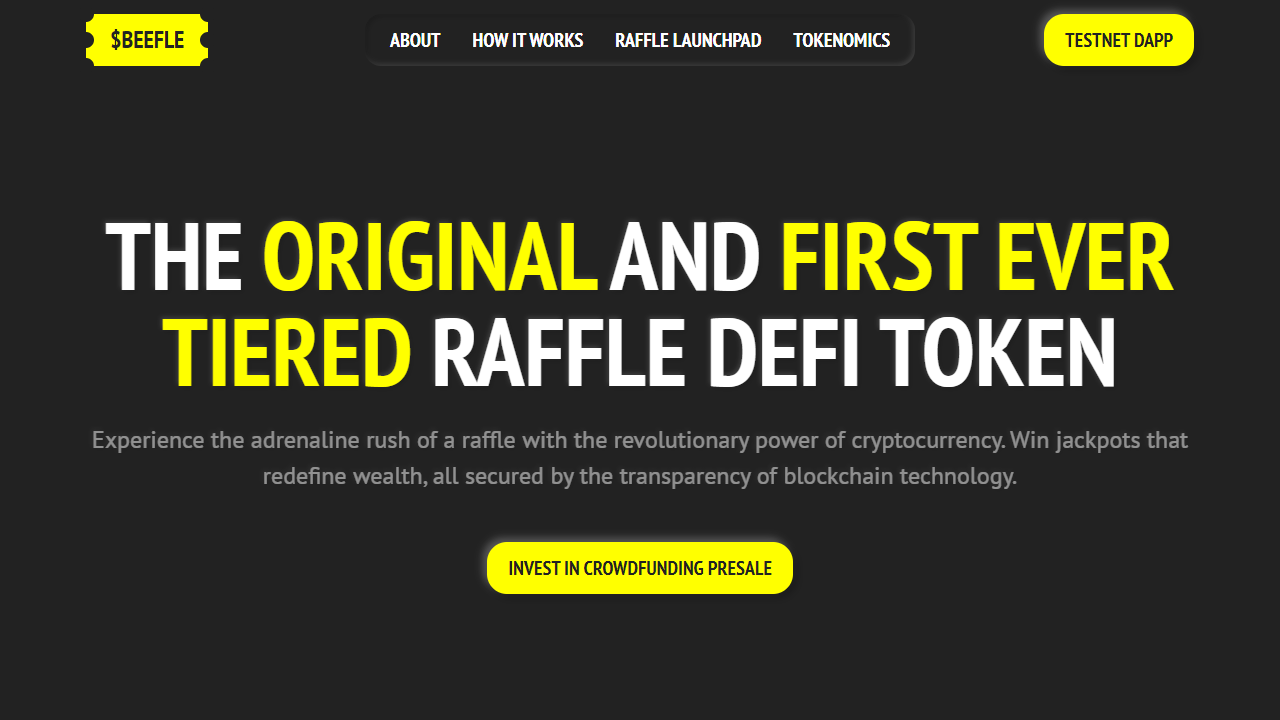 $BEEFLE
ABOUT HOW IT WORKS RAFFLE LAUNCHPAD TOKENOMICS
TESTNET DAPP
THE ORIGINAL AND FIRST EVER
TIERED RAFFLE DEFI TOKEN
Experience the adrenaline rush of a raffle with the revolutionary power of cryptocurrency. Win jackpots that
redefine wealth, all secured by the transparency of blockchain technology.
INVEST IN CROWDFUNDING PRESALE